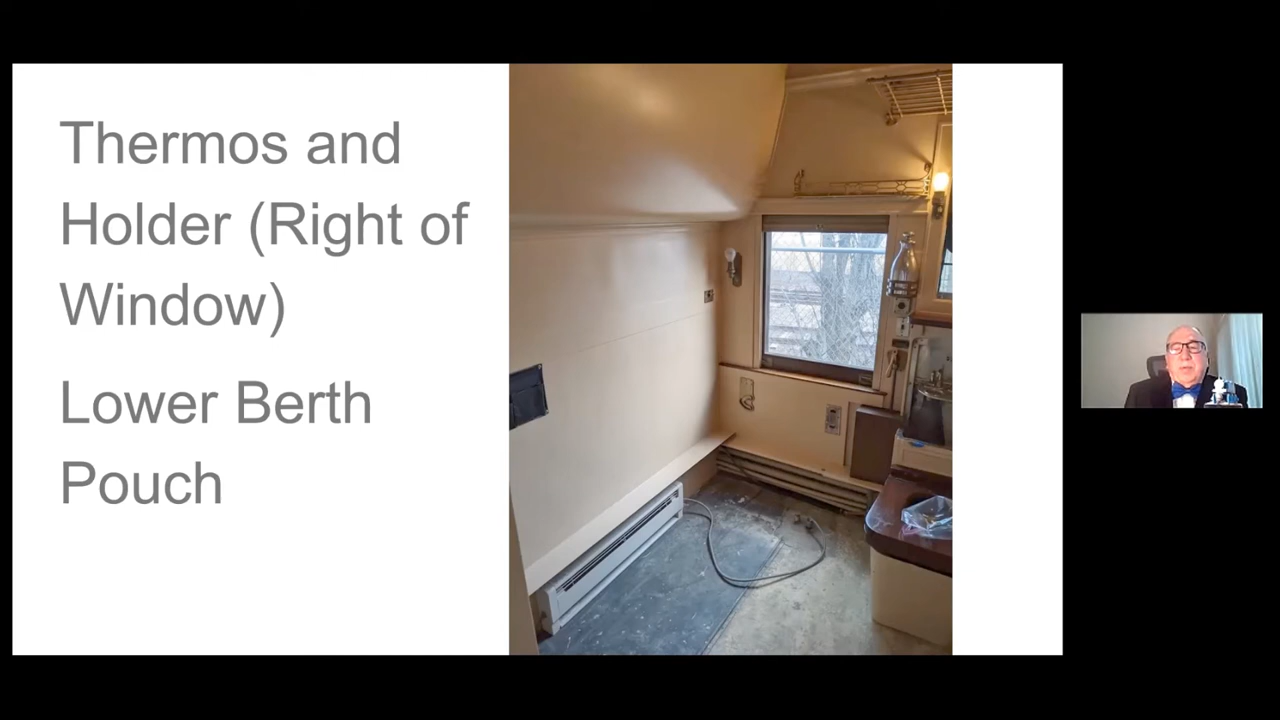 Thermos and
Holder (Right of
Window)
Lower Berth
Pouch